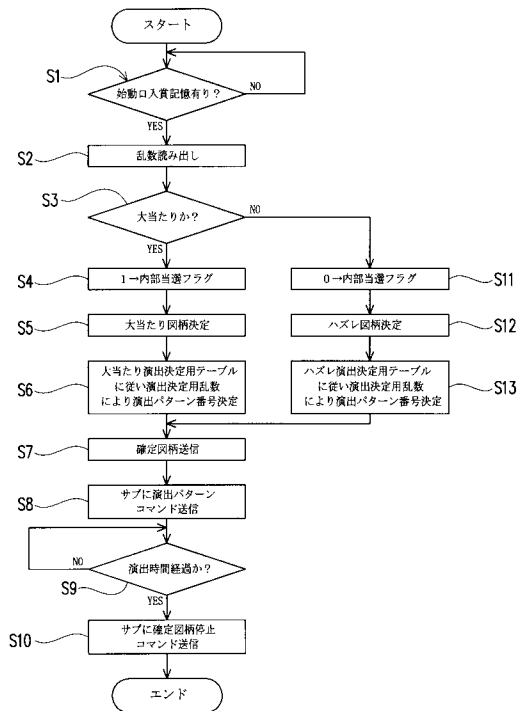 スタート
S1
始動口入賞記憶有り？
NO
YES
S2
乱数読み出し
S3
大当たりか？
NO
YES
S4
1→内部当選フラグ
0→内部当選フラグ
S11
S5
大当たり図柄決定
ハズレ図柄決定
S12
S6
大当たり演出決定用テーブル
に従い演出決定用乱数
により演出パターン番号決定
ハズレ演出決定用テーブル
に従い演出決定用乱数
により演出パターン番号決定
S13
S7
確定図柄送信
S8
サブに演出パターン
コマンド送信
NO
演出時間経過か？
S9
YES
S10
サブに確定図柄停止
コマンド送信
エンド